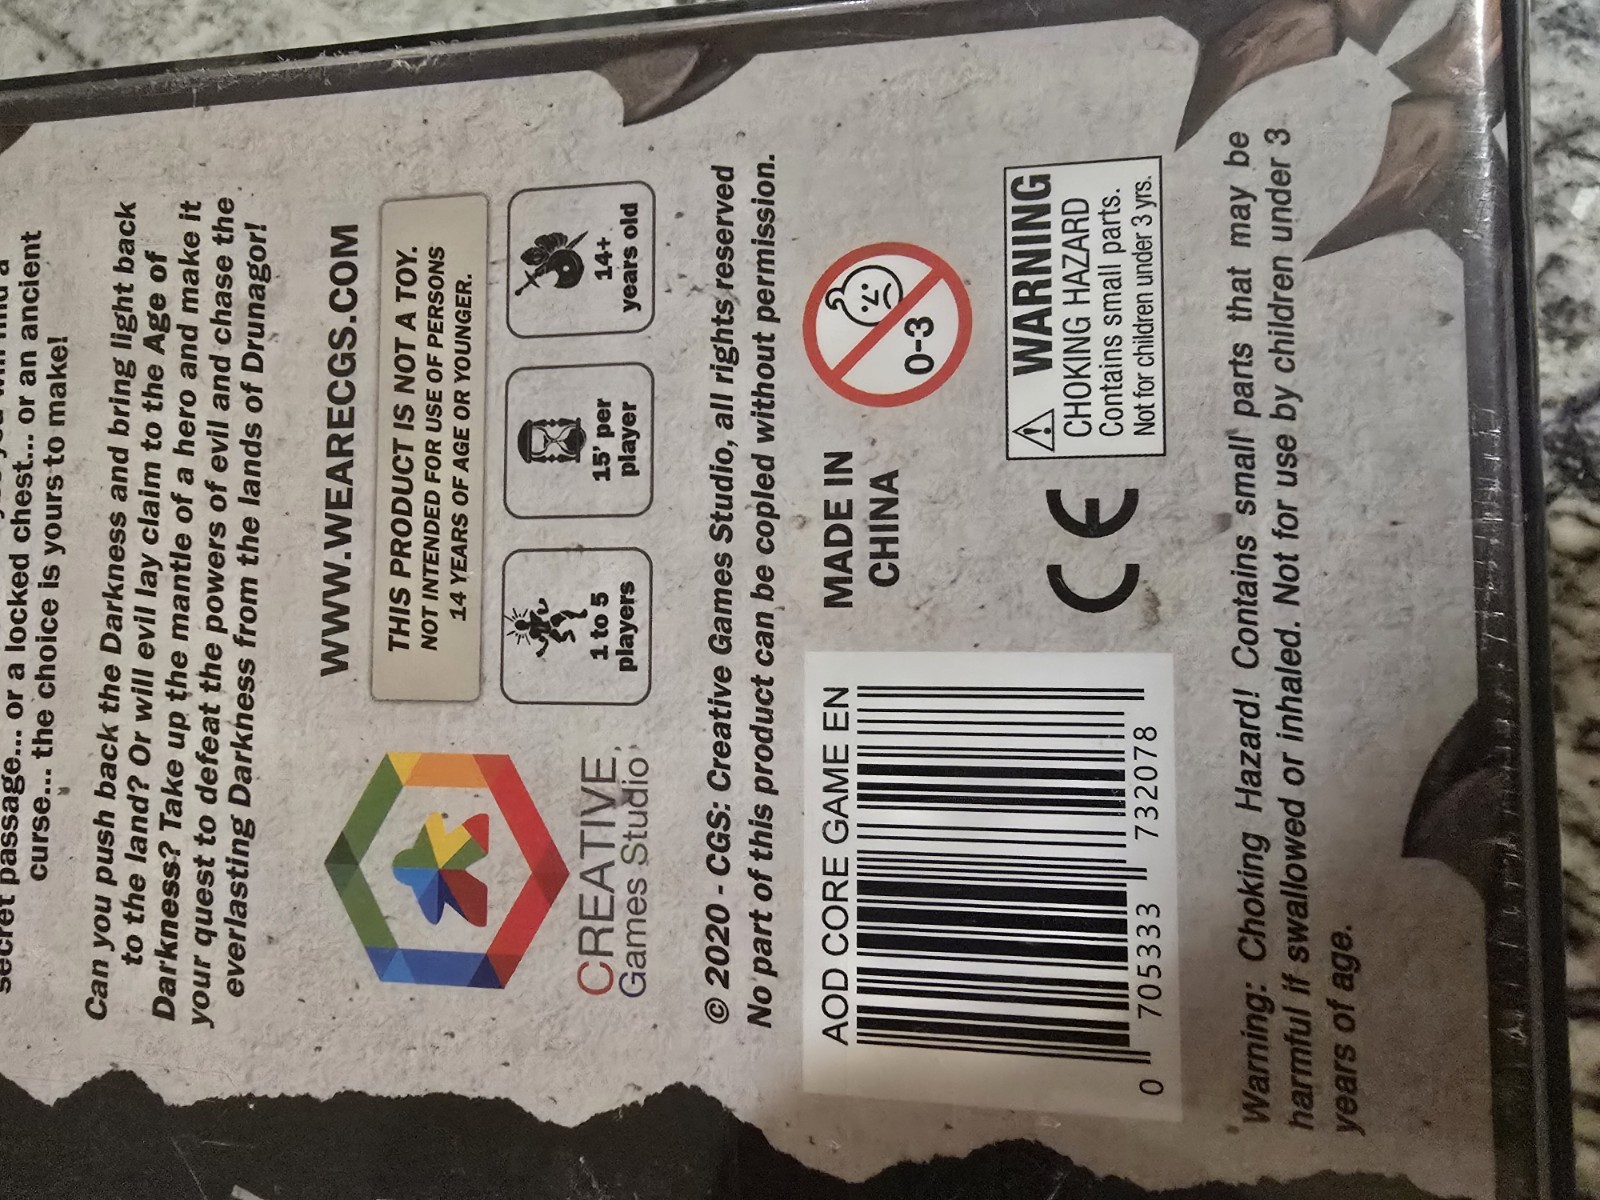 secret passage... or a locked chest... or an ancient
curse... the choice is yours to make!
Can you push back the Darkness and bring light back
to the land? Or will evil lay claim to the Age of
Darkness? Take up the mantle of a hero and make it
your quest to defeat the powers of evil and chase the
everlasting Darkness from the lands of Drunagor!
WWW.WEARECGS.COM
THIS PRODUCT IS NOT A TOY.
NOT INTENDED FOR USE OF PERSONS
14 YEARS OF AGE OR YOUNGER.
CREATIVE
Games Studio
1 to 5
players
15' per
player
14+
years old
© 2020 - CGS: Creative Games Studio, all rights reserved
No part of this product can be copled without permission.
AOD CORE GAME EN
0 705333 732078
MADE IN
CHINA
0-3
CE
WARNING
CHOKING HAZARD
Contains small parts.
Not for children under 3 yrs.
Warning: Choking Hazard! Contains small parts that may be
harmful if swallowed or inhaled. Not for use by children under 3
years of age.